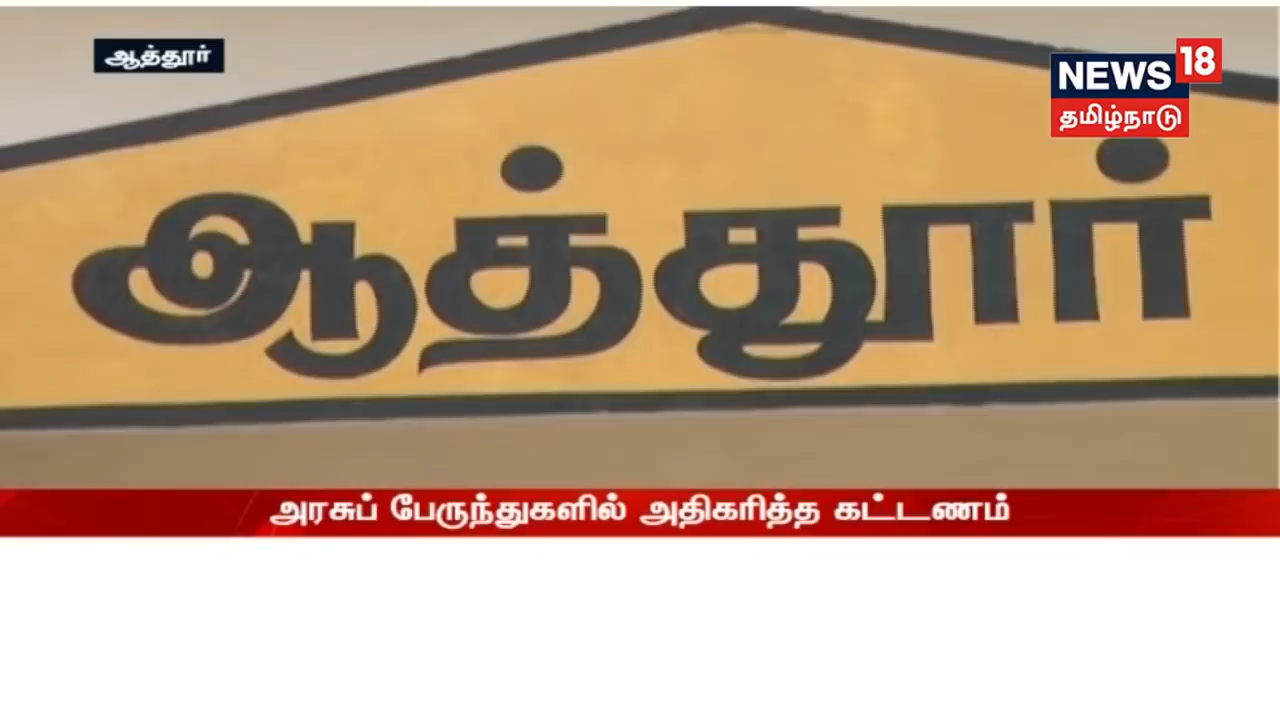 ஆத்தூர்
NEWS 18
தமிழ்நாடு
ஆத்தூர்
அரசுப் பேருந்துகளில் அதிகரித்த கட்டணம்